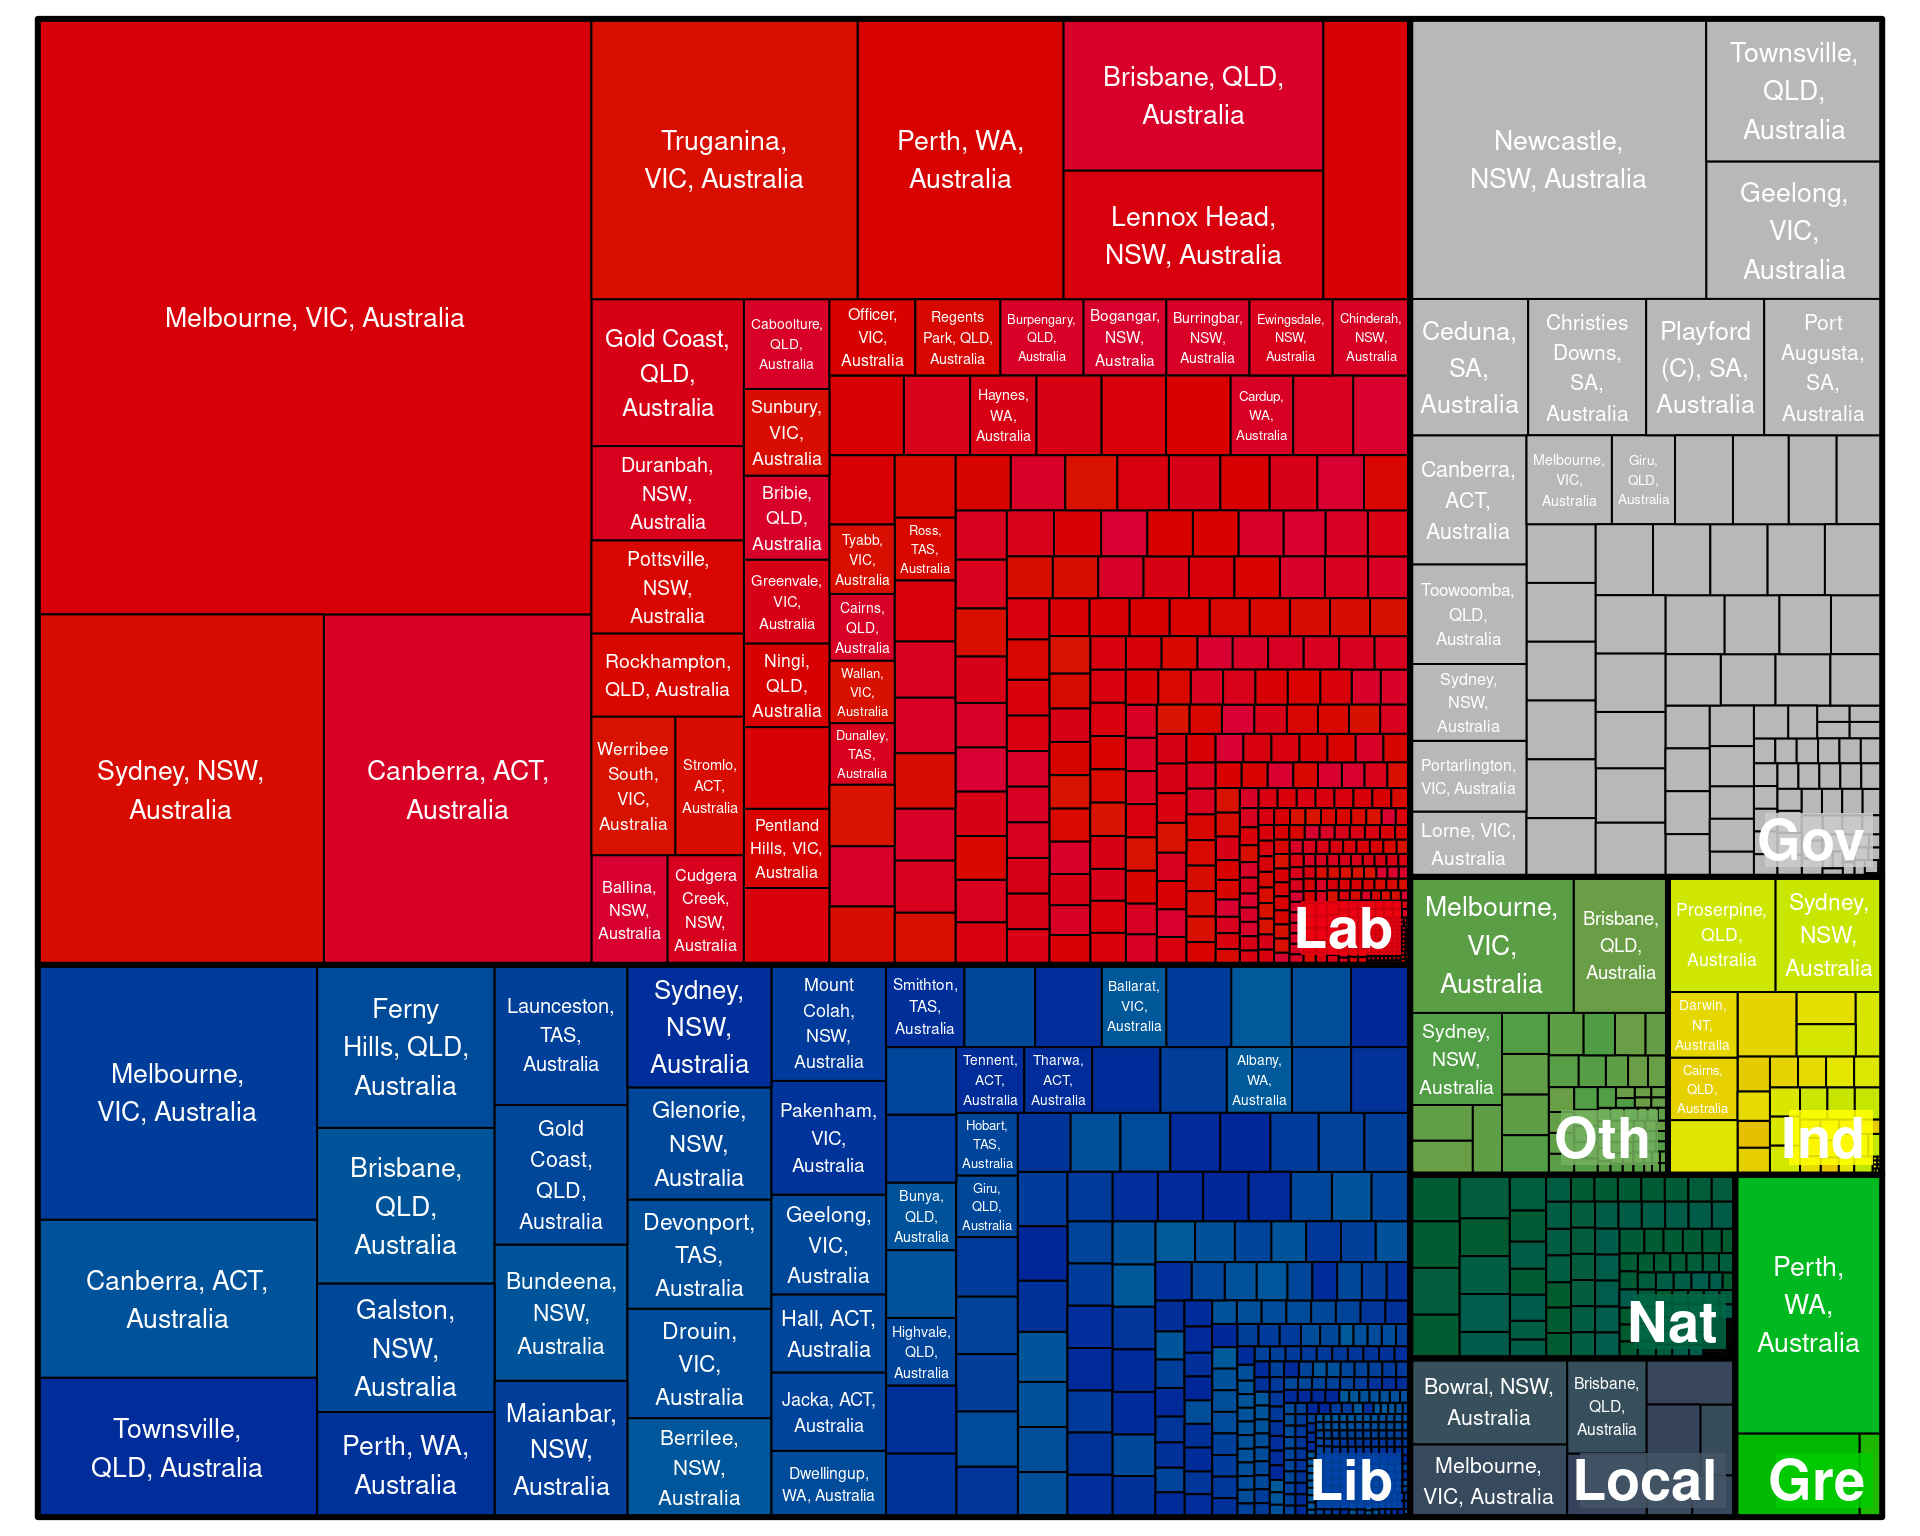 Melbourne, VIC, Australia
Sydney, NSW,
Australia
Canberra, ACT,
Australia
Truganina,
VIC, Australia
Perth, WA,
Australia
Brisbane, QLD,
Australia
Lennox Head,
NSW, Australia
Gold Coast,
QLD,
Australia
Duranbah,
NSW,
Australia
Pottsville,
NSW,
Australia
Rockhampton,
QLD, Australia
Werribee
South,
VIC,
Australia
Stromlo,
ACT,
Australia
Ballina,
NSW,
Australia
Cudgera
Creek,
NSW,
Australia
Caboolture,
QLD,
Australia
Sunbury,
VIC,
Australia
Bribie,
QLD,
Australia
Greenvale,
VIC,
Australia
Ningi,
QLD,
Australia
Pentland
Hills, VIC,
Australia
Officer,
VIC,
Australia
Regents
Park, QLD,
Australia
Burpengary,
QLD,
Australia
Bogangar,
NSW,
Australia
Burringbar,
NSW,
Australia
Ewingsdale,
NSW,
Australia
Chinderah,
NSW,
Australia
Haynes,
WA,
Australia
Cardup,
WA,
Australia
Tyabb,
VIC,
Australia
Ross,
TAS,
Australia
Cairns,
QLD,
Australia
Wallan,
VIC,
Australia
Dunalley,
TAS,
Australia
Lab
Newcastle,
NSW, Australia
Townsville,
QLD,
Australia
Geelong,
VIC,
Australia
Ceduna,
SA,
Australia
Christies
Downs,
SA,
Australia
Playford
(C), SA,
Australia
Port
Augusta,
SA,
Australia
Canberra,
ACT,
Australia
Melbourne,
VIC,
Australia
Giru,
QLD,
Australia
Toowoomba,
QLD,
Australia
Sydney,
NSW,
Australia
Portarlington,
VIC, Australia
Lorne, VIC,
Australia
Gov
Melbourne,
VIC, Australia
Canberra, ACT,
Australia
Townsville,
QLD, Australia
Ferny
Hills, QLD,
Australia
Brisbane,
QLD,
Australia
Galston,
NSW,
Australia
Perth, WA,
Australia
Launceston,
TAS,
Australia
Gold
Coast,
QLD,
Australia
Bundeena,
NSW,
Australia
Maianbar,
NSW,
Australia
Sydney,
NSW,
Australia
Glenorie,
NSW,
Australia
Devonport,
TAS,
Australia
Drouin,
VIC,
Australia
Berrilee,
NSW,
Australia
Mount
Colah,
NSW,
Australia
Pakenham,
VIC,
Australia
Geelong,
VIC,
Australia
Hall, ACT,
Australia
Jacka, ACT,
Australia
Dwellingup,
WA, Australia
Smithton,
TAS,
Australia
Ballarat,
VIC,
Australia
Tennent,
ACT,
Australia
Tharwa,
ACT,
Australia
Albany,
WA,
Australia
Hobart,
TAS,
Australia
Bunya,
QLD,
Australia
Giru,
QLD,
Australia
Highvale,
QLD,
Australia
Lib
Melbourne,
VIC,
Australia
Brisbane,
QLD,
Australia
Sydney,
NSW,
Australia
Oth
Proserpine,
QLD,
Australia
Sydney,
NSW,
Australia
Darwin,
NT,
Australia
Cairns,
QLD,
Australia
Ind
Nat
Perth,
WA,
Australia
Gre
Bowral, NSW,
Australia
Brisbane,
QLD,
Australia
Melbourne,
VIC, Australia
Local